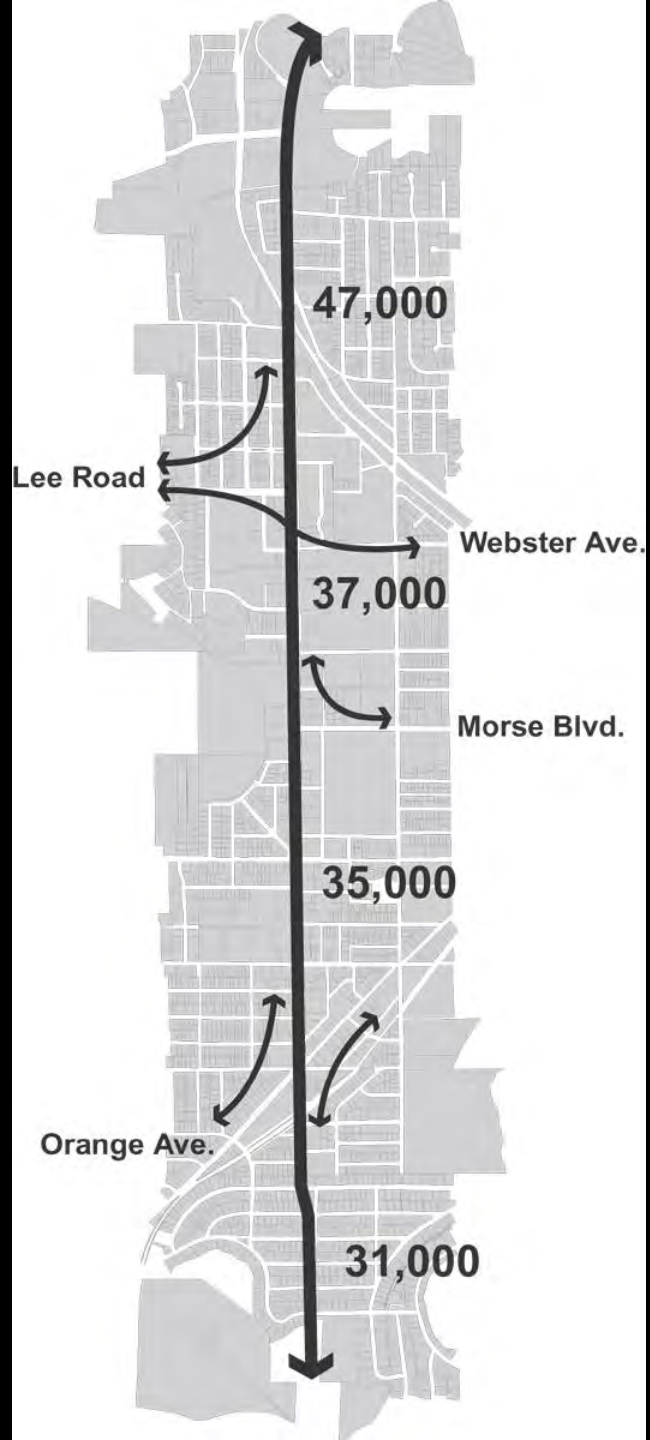 47,000
Lee Road
Webster Ave.
37,000
Morse Blvd.
35,000
Orange Ave.
31,000